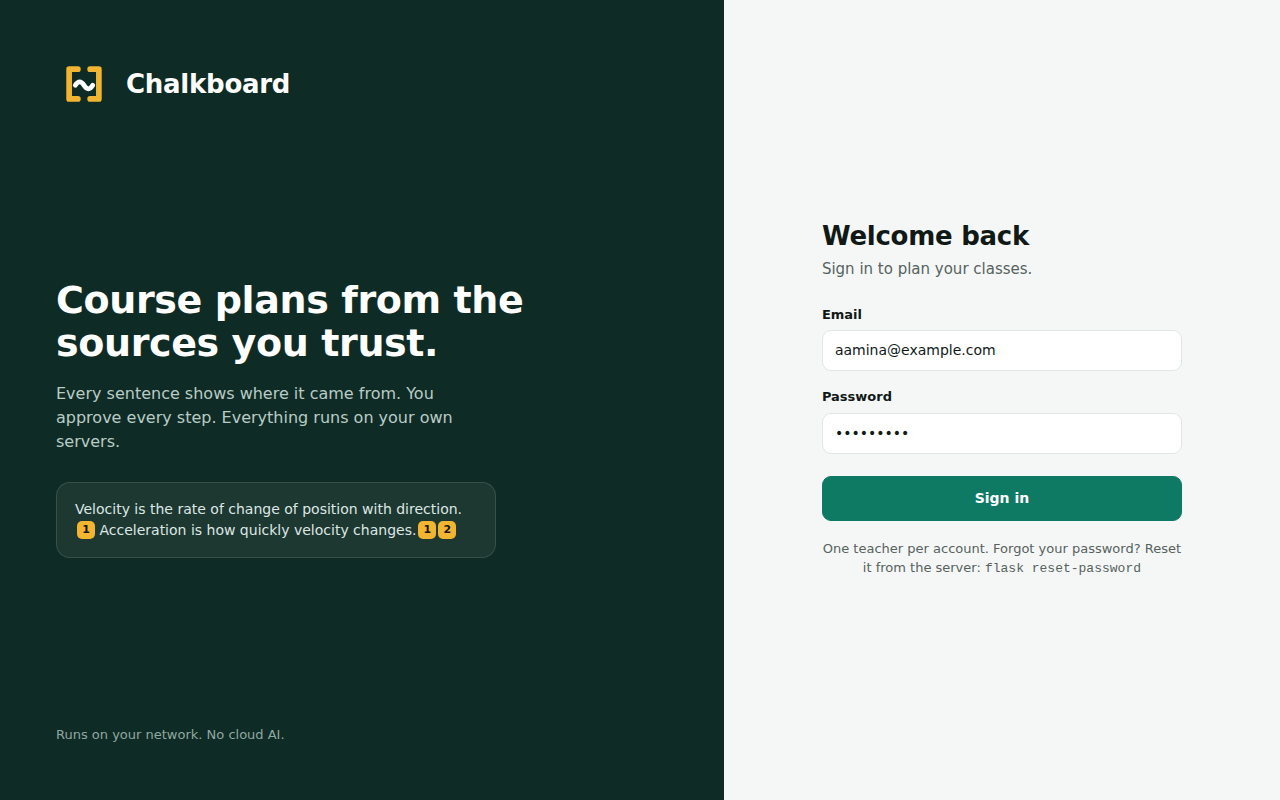 Chalkboard
Course plans from the
sources you trust.
Every sentence shows where it came from. You
approve every step. Everything runs on your own
servers.
Velocity is the rate of change of position with direction.
1 Acceleration is how quickly velocity changes. 1 2
Runs on your network. No cloud AI.
Welcome back
Sign in to plan your classes.
Email
aamina@example.com
Password
•••••••••
Sign in
One teacher per account. Forgot your password? Reset
it from the server: flask reset-password